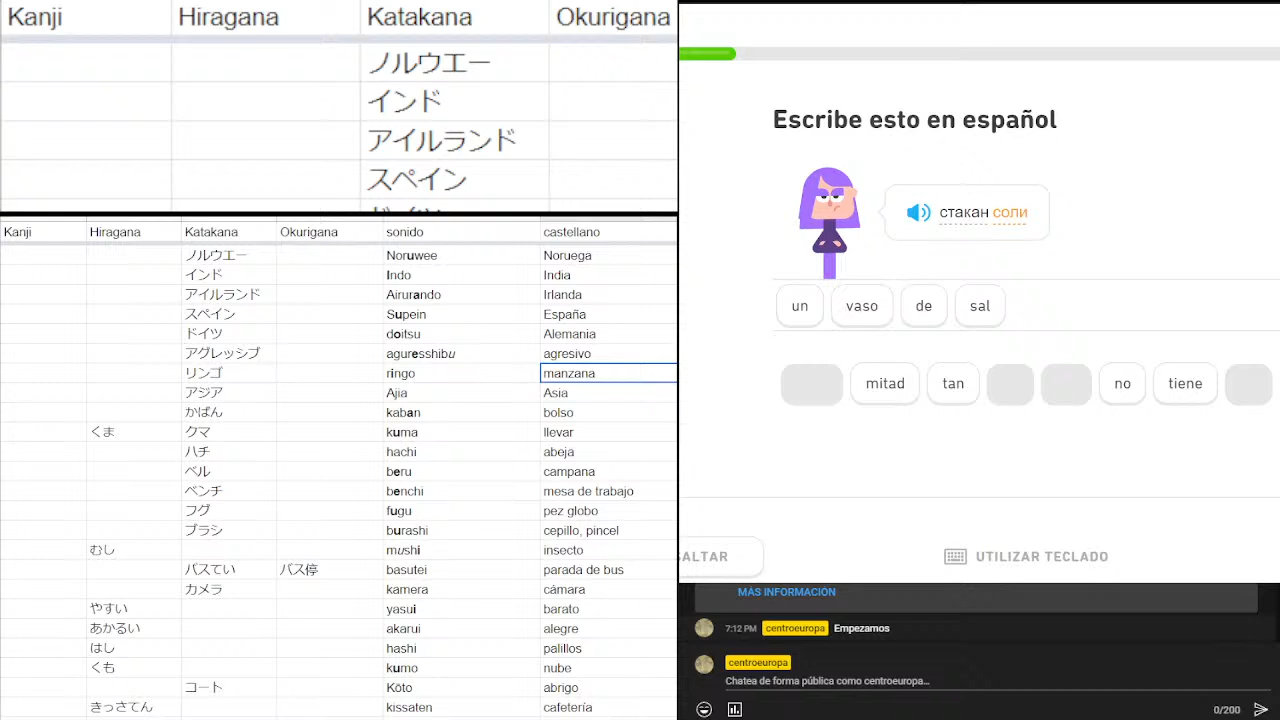 Kanji Hiragana Katakana Okurigana
ノルウエー
インド
アイルランド
スペイン
Kanji Hiragana Katakana Okurigana sonido castellano
ノルウエー Noruwee Noruega
インド Indo India
アイルランド Airurando Irlanda
スペイン Supein España
ドイツ doitsu Alemania
アグレッシブ aguresshibu agresivo
リンゴ ringo manzana
アジア Ajia Asia
かばん kaban bolso
くま クマ kuma llevar
ハチ hachi abeja
ベル beru campana
ベンチ benchi mesa de trabajo
フグ fugu pez globo
ブラシ burashi cepillo, pincel
むし mushi insecto
バスてい バス停 basutei parada de bus
カメラ kamera cámara
やすい yasui barato
あかるい akarui alegre
はし hashi palillos
くも kumo nube
コート Kōto abrigo
きっさてん kissaten cafetería
Escribe esto en español
стакан соли
un vaso de sal
mitad tan no tiene
SALTAR UTILIZAR TECLADO
MÁS INFORMACIÓN
7:12 PM centroeuropa Empezamos
centroeuropa
Chatea de forma pública como centroeuropa...
0/200